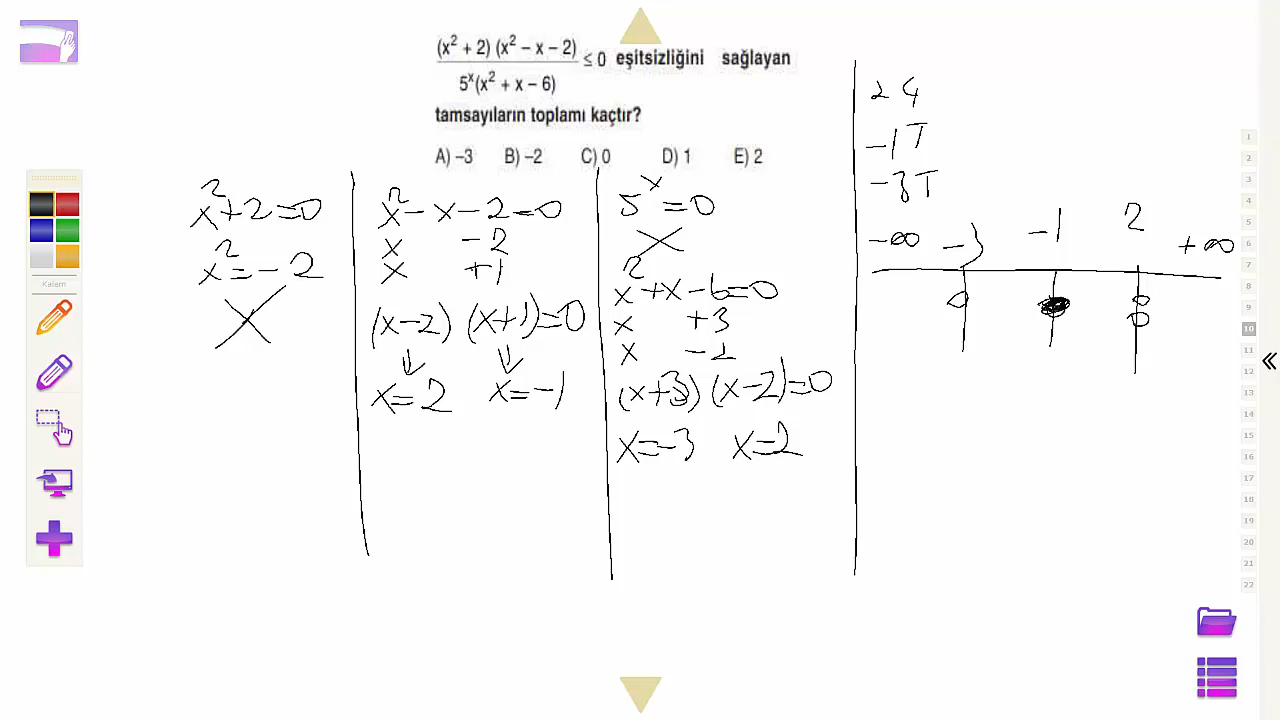 (x² + 2) (x² − x − 2)
5ˣ(x² + x − 6)
≤ 0 eşitsizliğini sağlayan
tamsayıların toplamı kaçtır?
A) −3 B) −2 C) 0 D) 1 E) 2
x²+2=0
x²=−2
x²−x−2=0
x −2
x +1
(x−2) (x+1)=0
x=2 x=−1
5ˣ=0
x²+x−6=0
x +3
x −2
(x+3) (x−2)=0
x=−3 x=2
2 Ç
−1 T
−3 T
−∞ −3 −1 2 +∞
Kalem
1
2
3
4
5
6
7
8
9
10
11
12
13
14
15
16
17
18
19
20
21
22